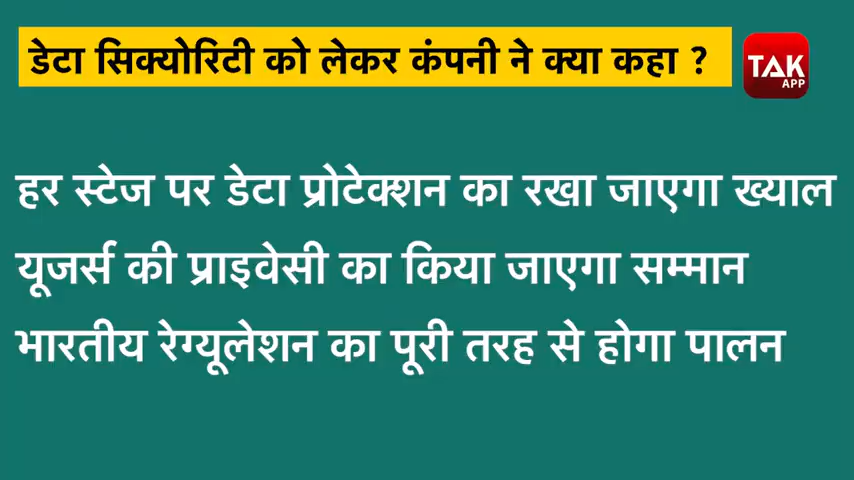 डेटा सिक्योरिटी को लेकर कंपनी ने क्या कहा ?
TAK
APP
हर स्टेज पर डेटा प्रोटेक्शन का रखा जाएगा ख्याल
यूजर्स की प्राइवेसी का किया जाएगा सम्मान
भारतीय रेग्यूलेशन का पूरी तरह से होगा पालन